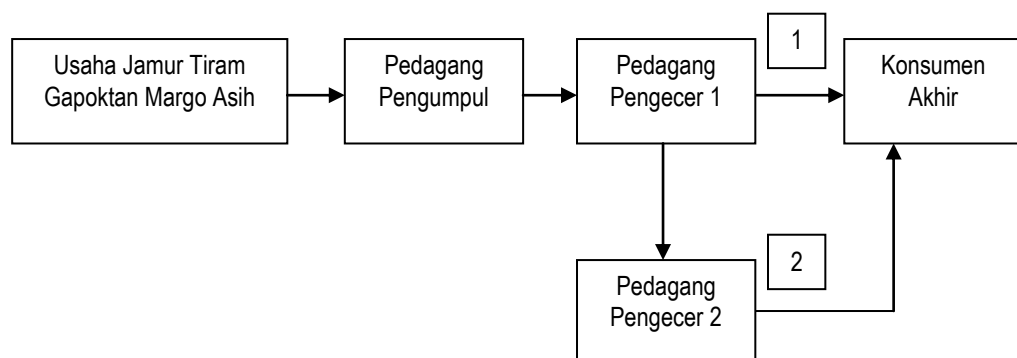 Usaha Jamur Tiram
Gapoktan Margo Asih
Pedagang
Pengumpul
Pedagang
Pengecer 1
1
Konsumen
Akhir
Pedagang
Pengecer 2
2